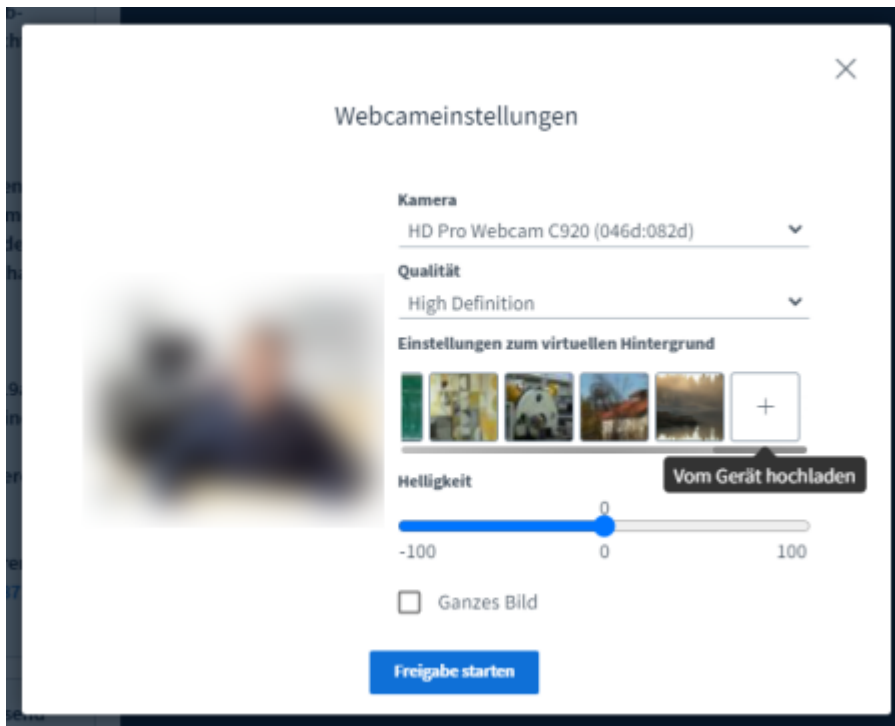 Webcameinstellungen
Kamera
HD Pro Webcam C920 (046d:082d)
Qualität
High Definition
Einstellungen zum virtuellen Hintergrund
+
Vom Gerät hochladen
Helligkeit
0
-100 0 100
Ganzes Bild
Freigabe starten